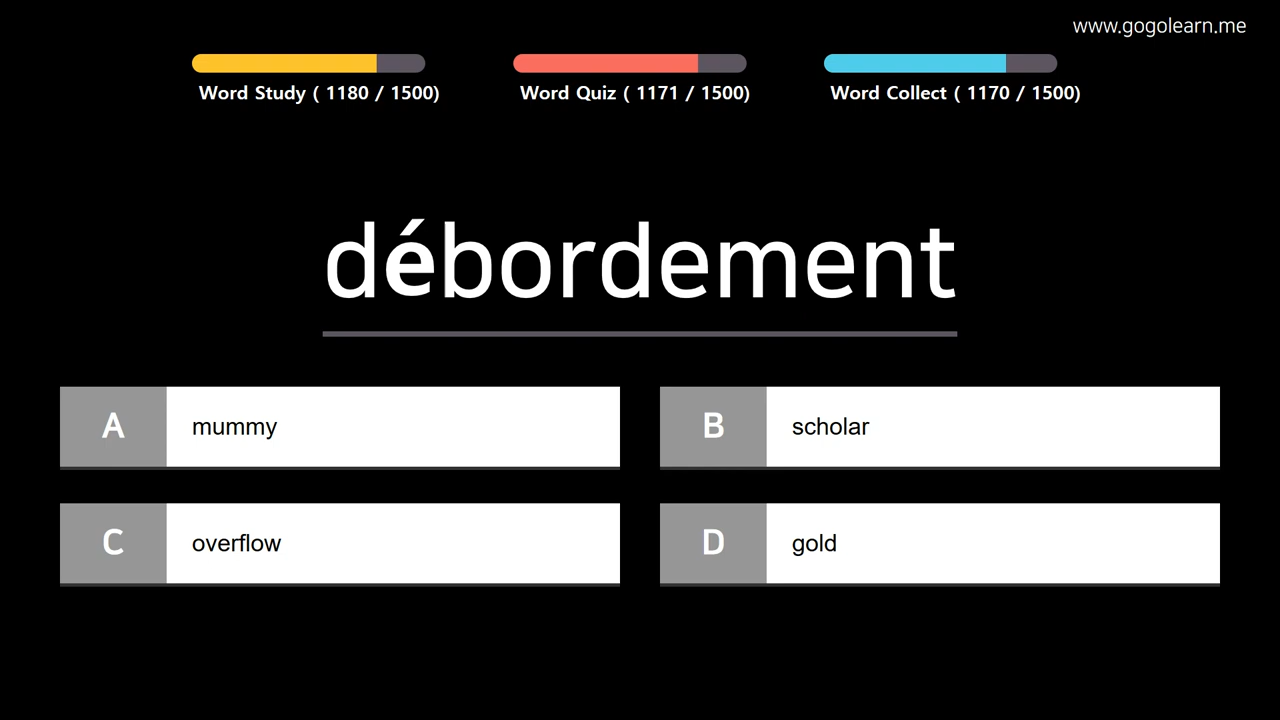 www.gogolearn.me
Word Study ( 1180 / 1500)
Word Quiz ( 1171 / 1500)
Word Collect ( 1170 / 1500)
débordement
A mummy
B scholar
C overflow
D gold